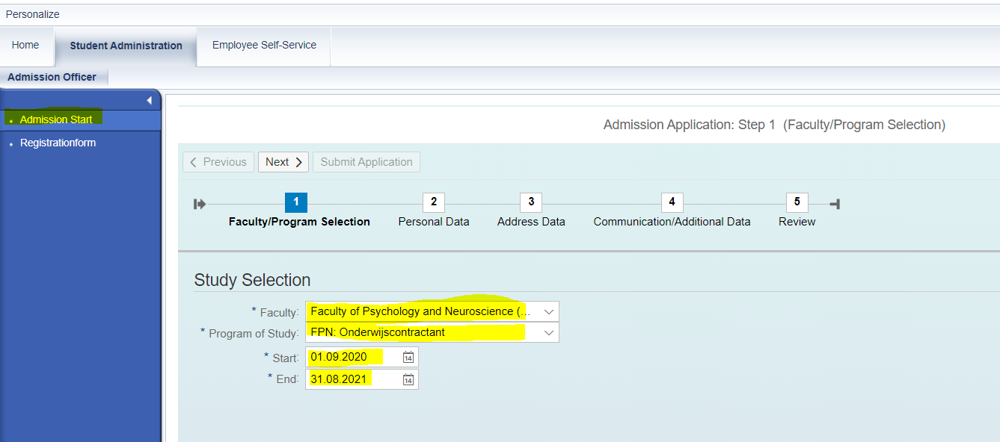 Personalize
Home Student Administration Employee Self-Service
Admission Officer
Admission Start
Registrationform
Admission Application: Step 1 (Faculty/Program Selection)
Previous Next Submit Application
1 2 3 4 5
Faculty/Program Selection Personal Data Address Data Communication/Additional Data Review
Study Selection
* Faculty: Faculty of Psychology and Neuroscience (...
* Program of Study: FPN: Onderwijscontractant
* Start: 01.09.2020 14
* End: 31.08.2021 14